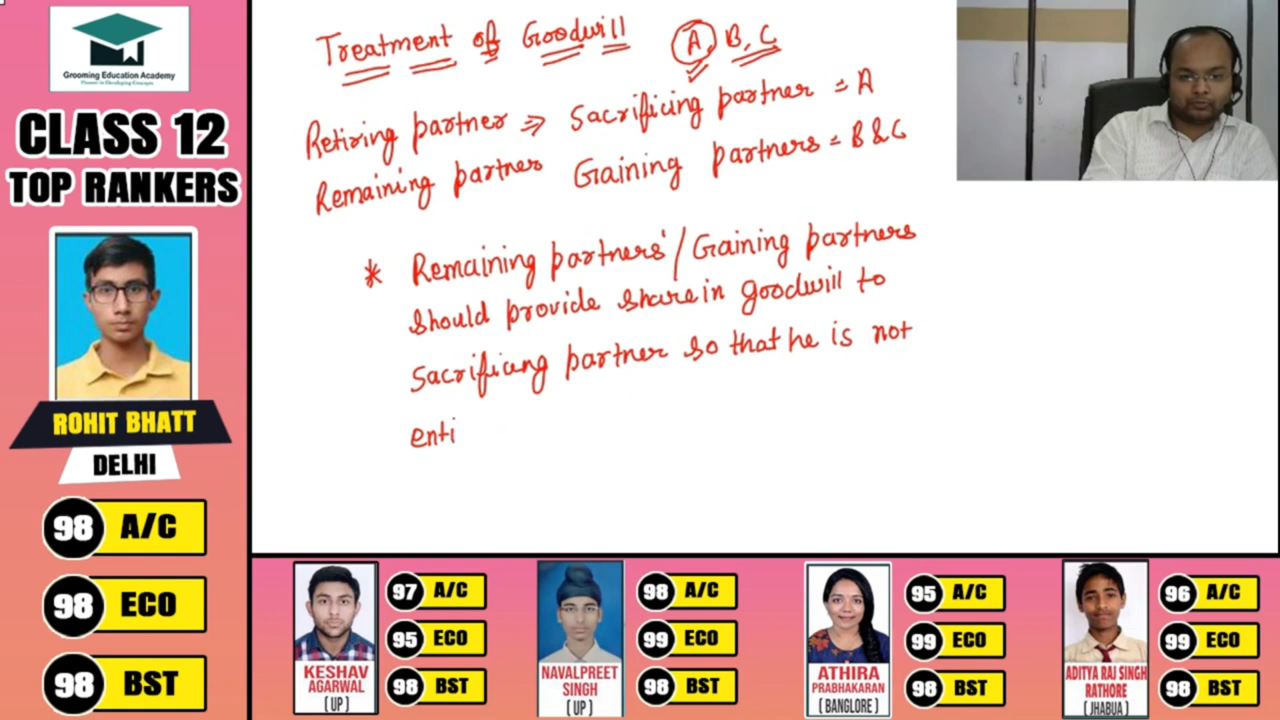 Grooming Education Academy
CLASS 12
TOP RANKERS
ROHIT BHATT
DELHI
98 A/C
98 ECO
98 BST
Treatment of Goodwill A, B, C
Retiring partner ⇒ Sacrificing partner = A
Remaining partner Gaining partners = B & C
* Remaining partners'/Gaining partners
should provide share in goodwill to
sacrificing partner so that he is not
enti
KESHAV
AGARWAL
(UP)
97 A/C
95 ECO
98 BST
NAVALPREET
SINGH
(UP)
98 A/C
99 ECO
98 BST
ATHIRA
PRABHAKARAN
(BANGLORE)
95 A/C
99 ECO
98 BST
ADITYA RAJ SINGH
RATHORE
(JHABUA)
96 A/C
99 ECO
98 BST